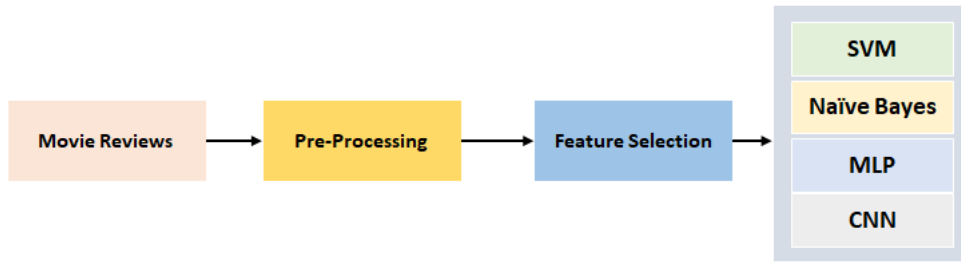 Movie Reviews
Pre-Processing
Feature Selection
SVM
Naïve Bayes
MLP
CNN